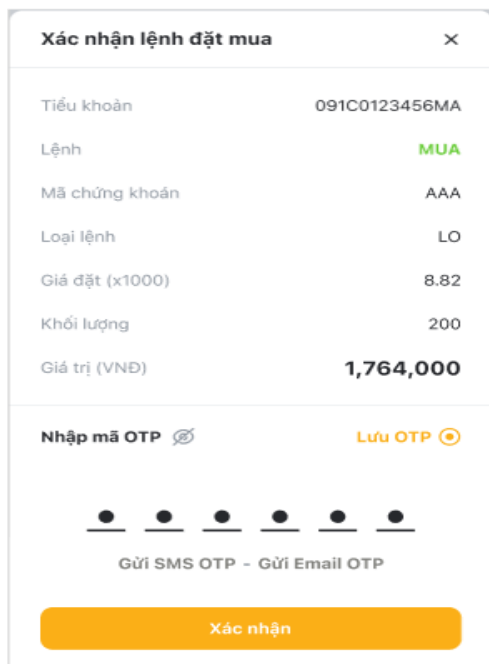 Xác nhận lệnh đặt mua ×
Tiểu khoản 091C0123456MA
Lệnh MUA
Mã chứng khoán AAA
Loại lệnh LO
Giá đặt (x1000) 8.82
Khối lượng 200
Giá trị (VNĐ) 1,764,000
Nhập mã OTP Lưu OTP
Gửi SMS OTP - Gửi Email OTP
Xác nhận